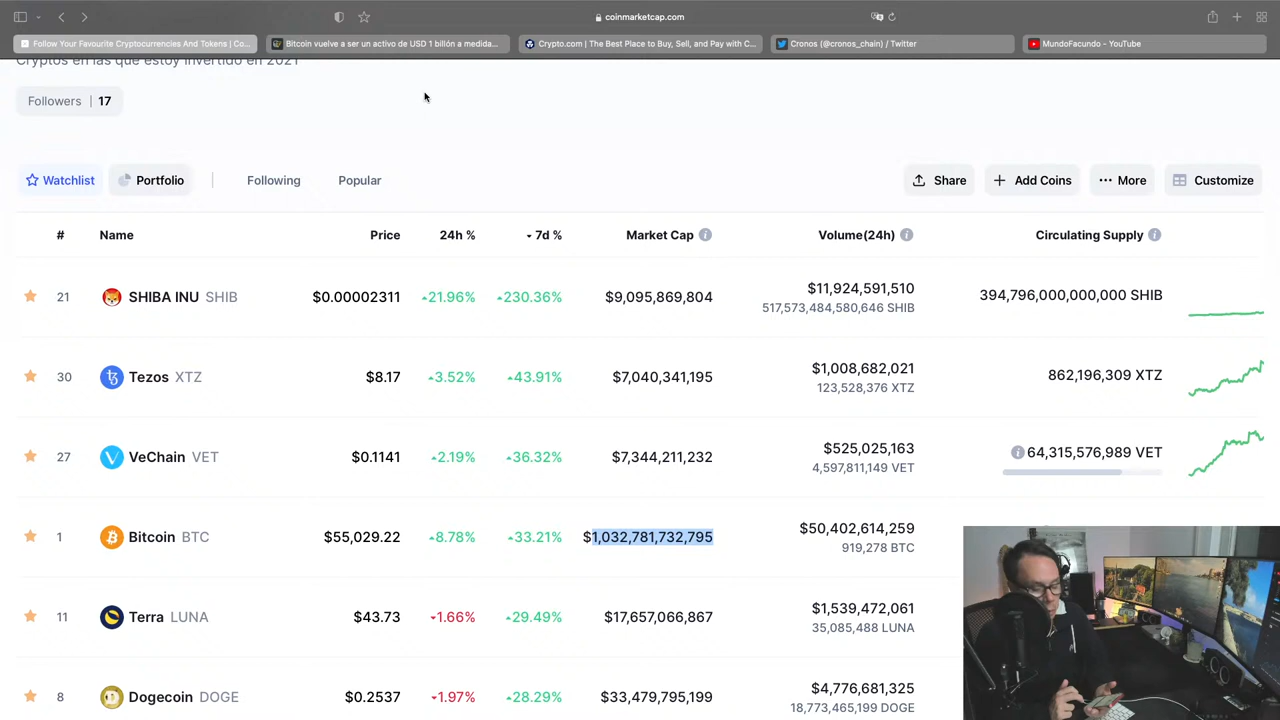 coinmarketcap.com
Follow Your Favourite Cryptocurrencies And Tokens | Co...
Bitcoin vuelve a ser un activo de USD 1 billón a medida...
Crypto.com | The Best Place to Buy, Sell, and Pay with C...
Cronos (@cronos_chain) / Twitter
MundoFacundo - YouTube
Cryptos en las que estoy invertido en 2021
Followers | 17
Watchlist
Portfolio
Following
Popular
Share
Add Coins
More
Customize
# Name Price 24h % 7d % Market Cap Volume(24h) Circulating Supply
21 SHIBA INU SHIB $0.00002311 21.96% 230.36% $9,095,869,804 $11,924,591,510 394,796,000,000,000 SHIB
517,573,484,580,646 SHIB
30 Tezos XTZ $8.17 3.52% 43.91% $7,040,341,195 $1,008,682,021 862,196,309 XTZ
123,528,376 XTZ
27 VeChain VET $0.1141 2.19% 36.32% $7,344,211,232 $525,025,163 64,315,576,989 VET
4,597,811,149 VET
1 Bitcoin BTC $55,029.22 8.78% 33.21% $1,032,781,732,795 $50,402,614,259
919,278 BTC
11 Terra LUNA $43.73 1.66% 29.49% $17,657,066,867 $1,539,472,061
35,085,488 LUNA
8 Dogecoin DOGE $0.2537 1.97% 28.29% $33,479,795,199 $4,776,681,325
18,773,465,199 DOGE